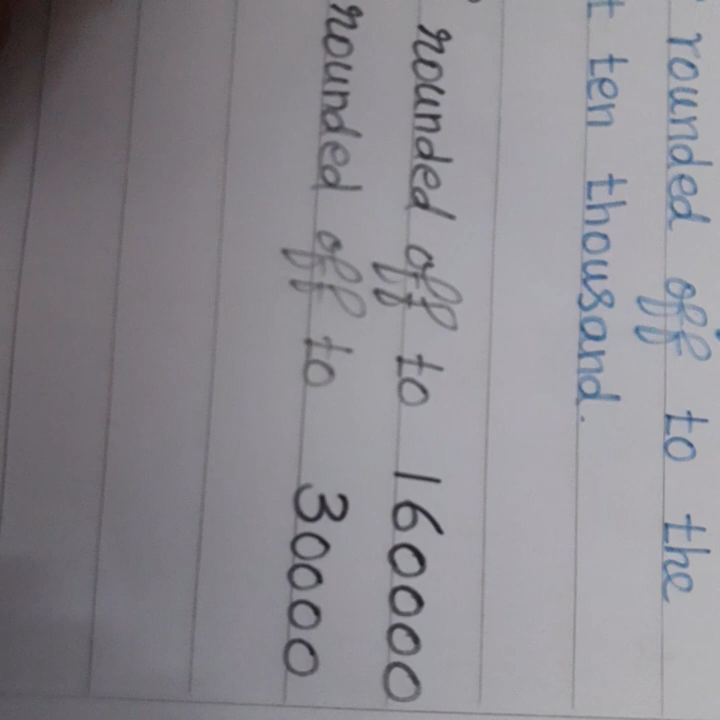 rounded off to the
t ten thousand.
rounded off to 160000
rounded off to 30000